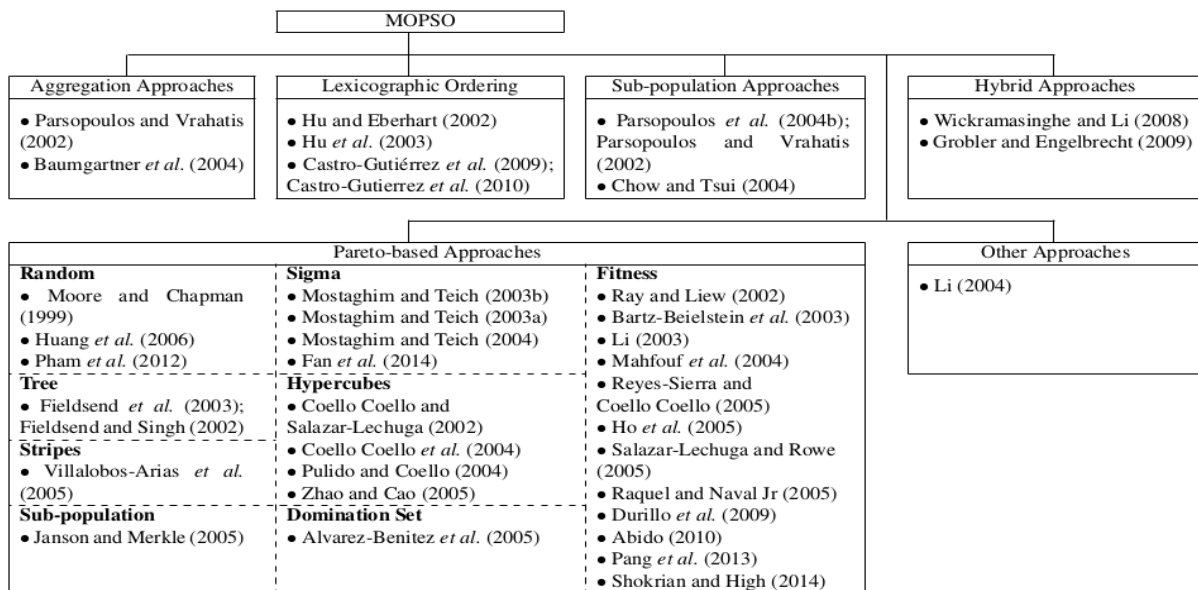 MOPSO
Aggregation Approaches
● Parsopoulos and Vrahatis
(2002)
● Baumgartner et al. (2004)
Lexicographic Ordering
● Hu and Eberhart (2002)
● Hu et al. (2003)
● Castro-Gutiérrez et al. (2009);
Castro-Gutierrez et al. (2010)
Sub-population Approaches
● Parsopoulos et al. (2004b);
Parsopoulos and Vrahatis
(2002)
● Chow and Tsui (2004)
Hybrid Approaches
● Wickramasinghe and Li (2008)
● Grobler and Engelbrecht (2009)
Pareto-based Approaches
Random
● Moore and Chapman
(1999)
● Huang et al. (2006)
● Pham et al. (2012)
Tree
● Fieldsend et al. (2003);
Fieldsend and Singh (2002)
Stripes
● Villalobos-Arias et al.
(2005)
Sub-population
● Janson and Merkle (2005)
Sigma
● Mostaghim and Teich (2003b)
● Mostaghim and Teich (2003a)
● Mostaghim and Teich (2004)
● Fan et al. (2014)
Hypercubes
● Coello Coello and
Salazar-Lechuga (2002)
● Coello Coello et al. (2004)
● Pulido and Coello (2004)
● Zhao and Cao (2005)
Domination Set
● Alvarez-Benitez et al. (2005)
Fitness
● Ray and Liew (2002)
● Bartz-Beielstein et al. (2003)
● Li (2003)
● Mahfouf et al. (2004)
● Reyes-Sierra and
Coello Coello (2005)
● Ho et al. (2005)
● Salazar-Lechuga and Rowe
(2005)
● Raquel and Naval Jr (2005)
● Durillo et al. (2009)
● Abido (2010)
● Pang et al. (2013)
● Shokrian and High (2014)
Other Approaches
● Li (2004)